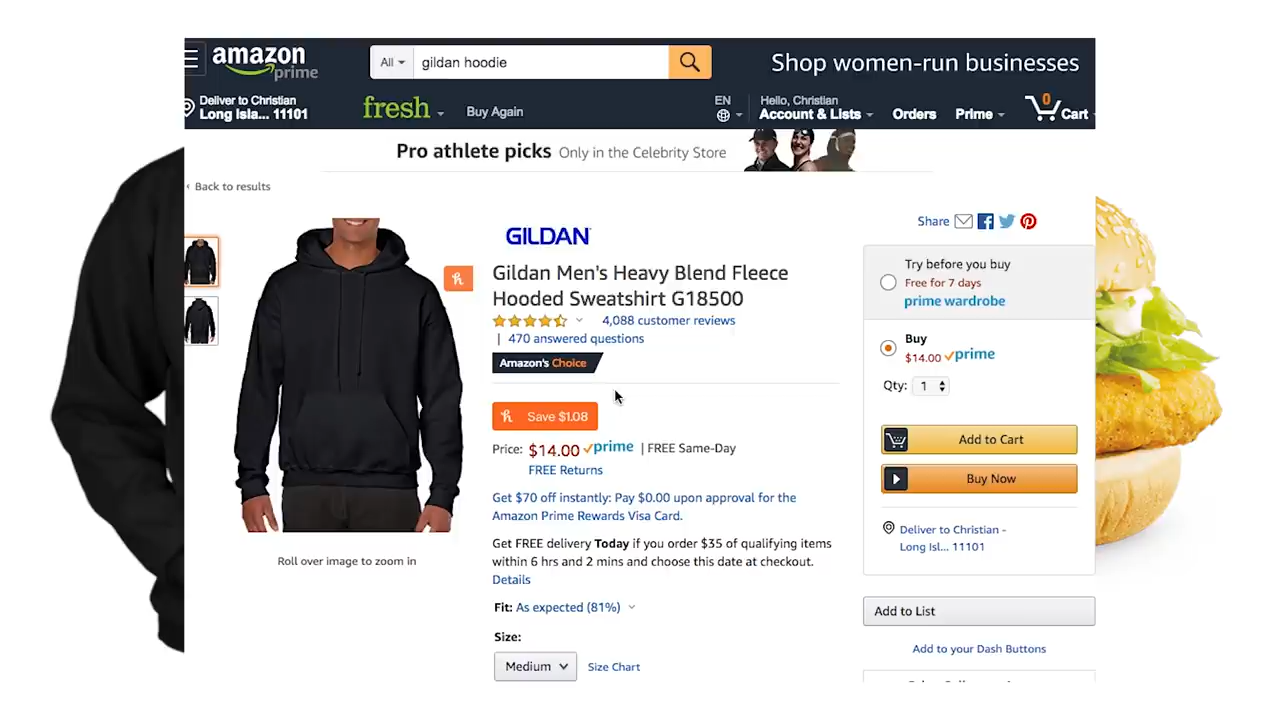 amazon
prime
All
gildan hoodie
Shop women-run businesses
Deliver to Christian
Long Isla... 11101
fresh
Buy Again
EN
Hello, Christian
Account & Lists
Orders
Prime
0
Cart
Pro athlete picks Only in the Celebrity Store
‹ Back to results
Share
GILDAN
Gildan Men's Heavy Blend Fleece
Hooded Sweatshirt G18500
4,088 customer reviews
| 470 answered questions
Amazon's Choice
Save $1.08
Price: $14.00 prime | FREE Same-Day
FREE Returns
Get $70 off instantly: Pay $0.00 upon approval for the
Amazon Prime Rewards Visa Card.
Get FREE delivery Today if you order $35 of qualifying items
within 6 hrs and 2 mins and choose this date at checkout.
Details
Fit: As expected (81%)
Size:
Medium
Size Chart
Roll over image to zoom in
Try before you buy
Free for 7 days
prime wardrobe
Buy
$14.00 prime
Qty: 1
Add to Cart
Buy Now
Deliver to Christian -
Long Isl... 11101
Add to List
Add to your Dash Buttons